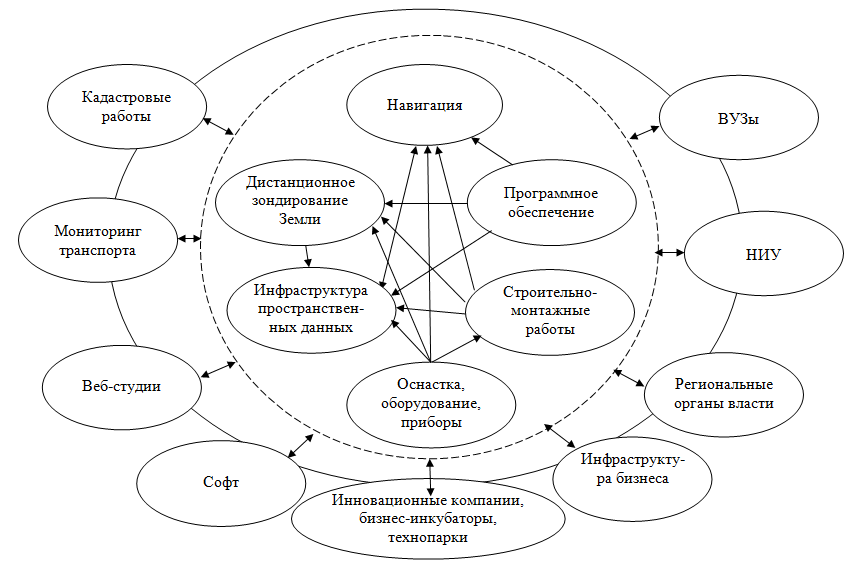 Кадастровые
работы
Навигация
ВУЗы
Дистанционное
зондирование
Земли
Программное
обеспечение
Мониторинг
транспорта
НИУ
Инфраструктура
пространствен-
ных данных
Строительно-
монтажные
работы
Веб-студии
Оснастка,
оборудование,
приборы
Региональные
органы власти
Софт
Инфраструкту-
ра бизнеса
Инновационные компании,
бизнес-инкубаторы,
технопарки